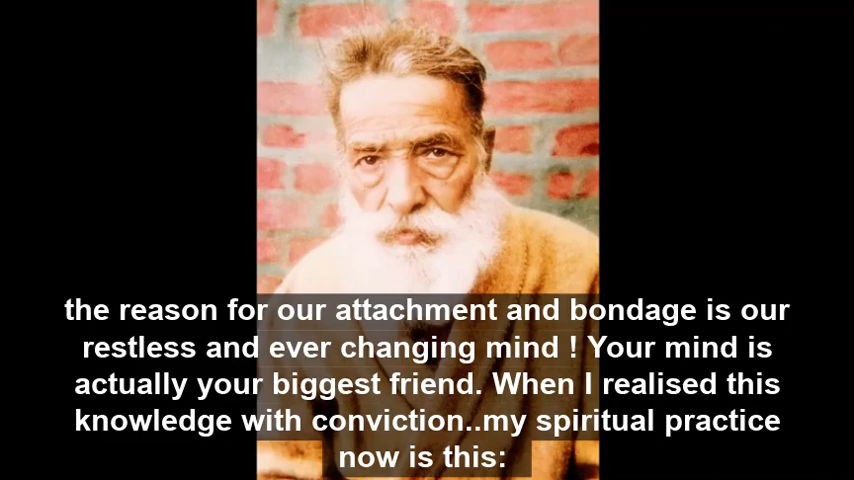 the reason for our attachment and bondage is our
restless and ever changing mind ! Your mind is
actually your biggest friend. When I realised this
knowledge with conviction..my spiritual practice
now is this: